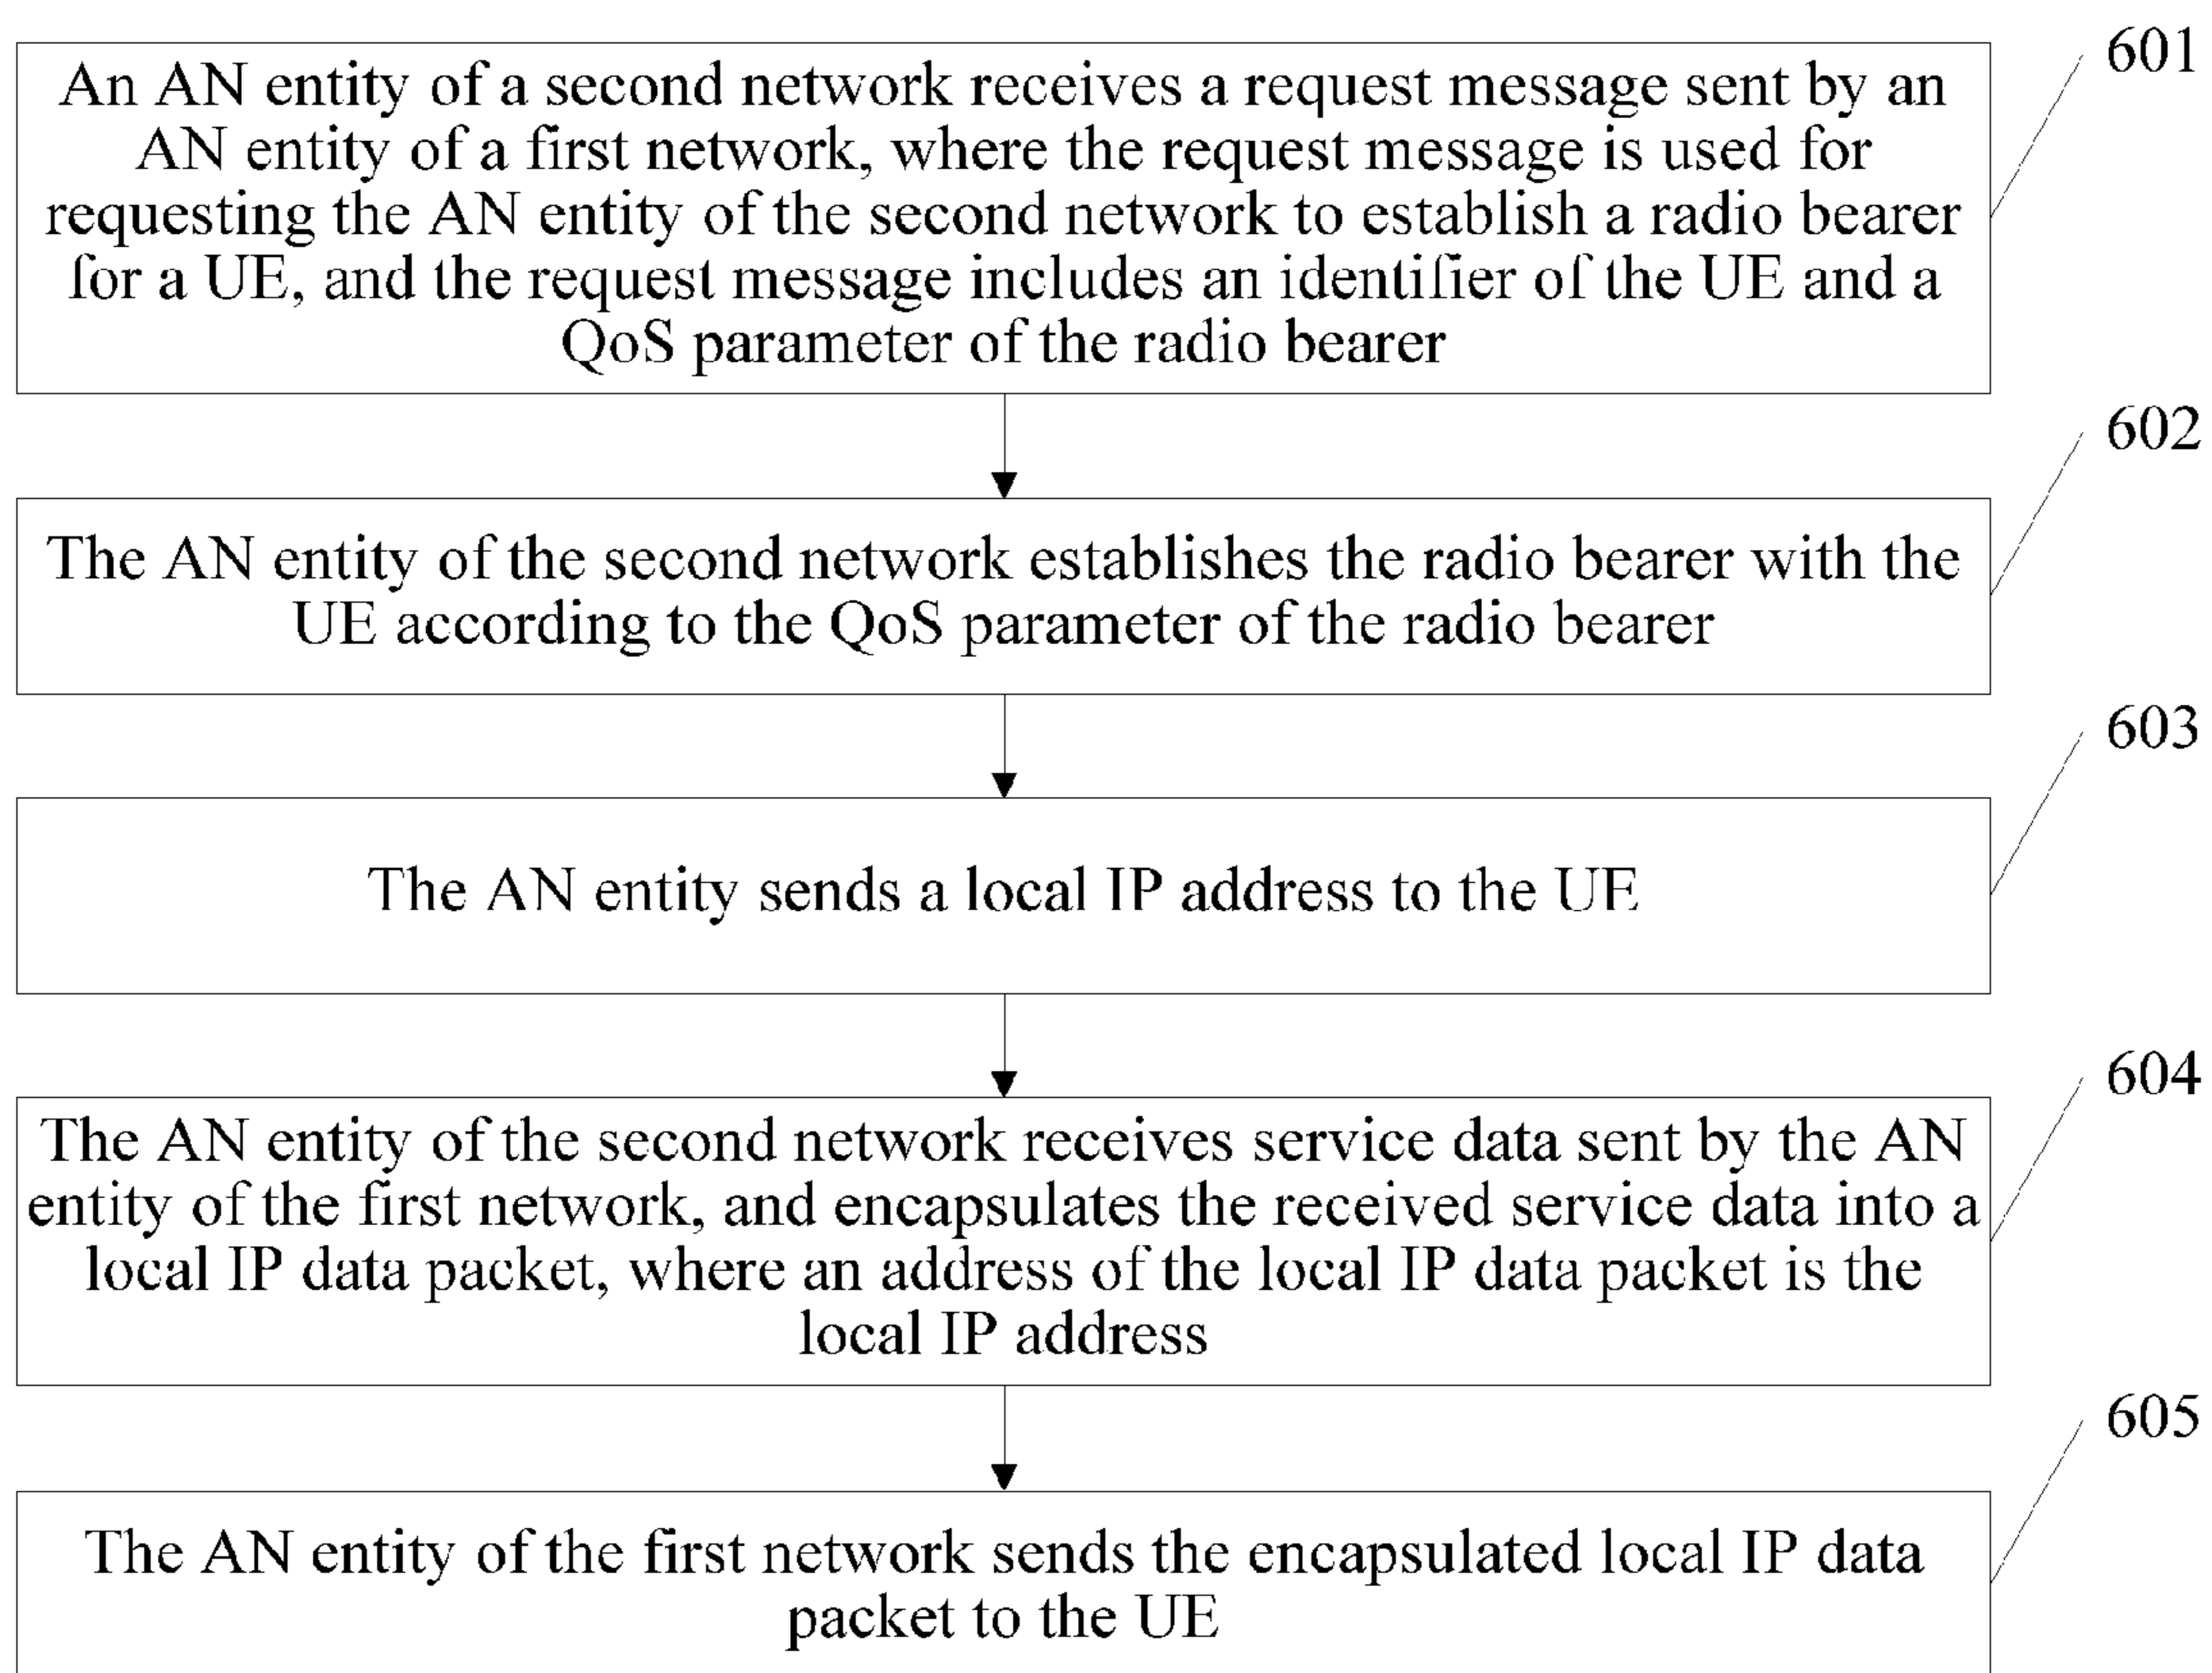 An AN entity of a second network receives a request message sent by an
AN entity of a first network, where the request message is used for
requesting the AN entity of the second network to establish a radio bearer
for a UE, and the request message includes an identifier of the UE and a
QoS parameter of the radio bearer
601
The AN entity of the second network establishes the radio bearer with the
UE according to the QoS parameter of the radio bearer
602
The AN entity sends a local IP address to the UE
603
The AN entity of the second network receives service data sent by the AN
entity of the first network, and encapsulates the received service data into a
local IP data packet, where an address of the local IP data packet is the
local IP address
604
The AN entity of the first network sends the encapsulated local IP data
packet to the UE
605